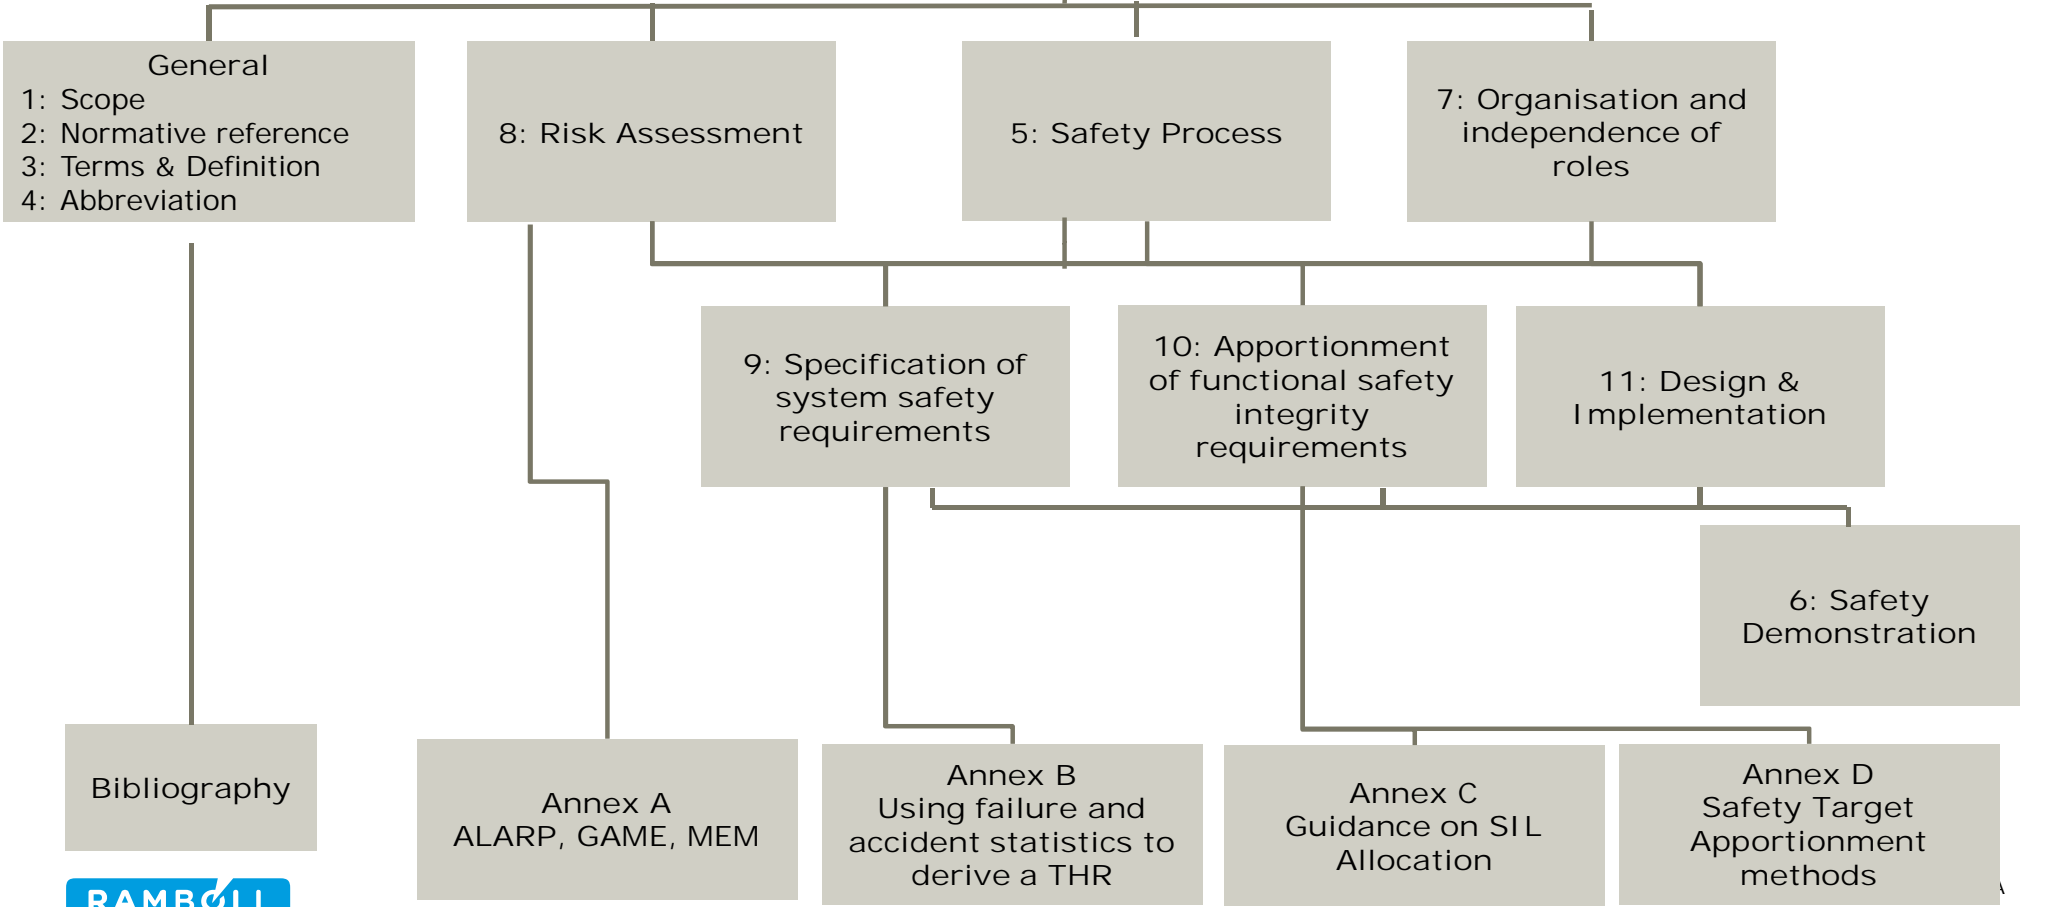 General
1: Scope
2: Normative reference
3: Terms & Definition
4: Abbreviation
8: Risk Assessment
5: Safety Process
7: Organisation and
independence of
roles
9: Specification of
system safety
requirements
10: Apportionment
of functional safety
integrity
requirements
11: Design &
Implementation
6: Safety
Demonstration
Bibliography
Annex A
ALARP, GAME, MEM
Annex B
Using failure and
accident statistics to
derive a THR
Annex C
Guidance on SIL
Allocation
Annex D
Safety Target
Apportionment
methods
RAMBOLL